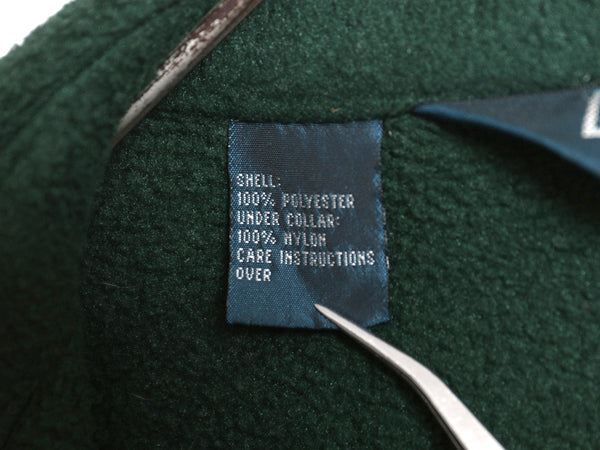 SHELL:
100% POLYESTER
UNDER COLLAR:
100% NYLON
CARE INSTRUCTIONS
OVER